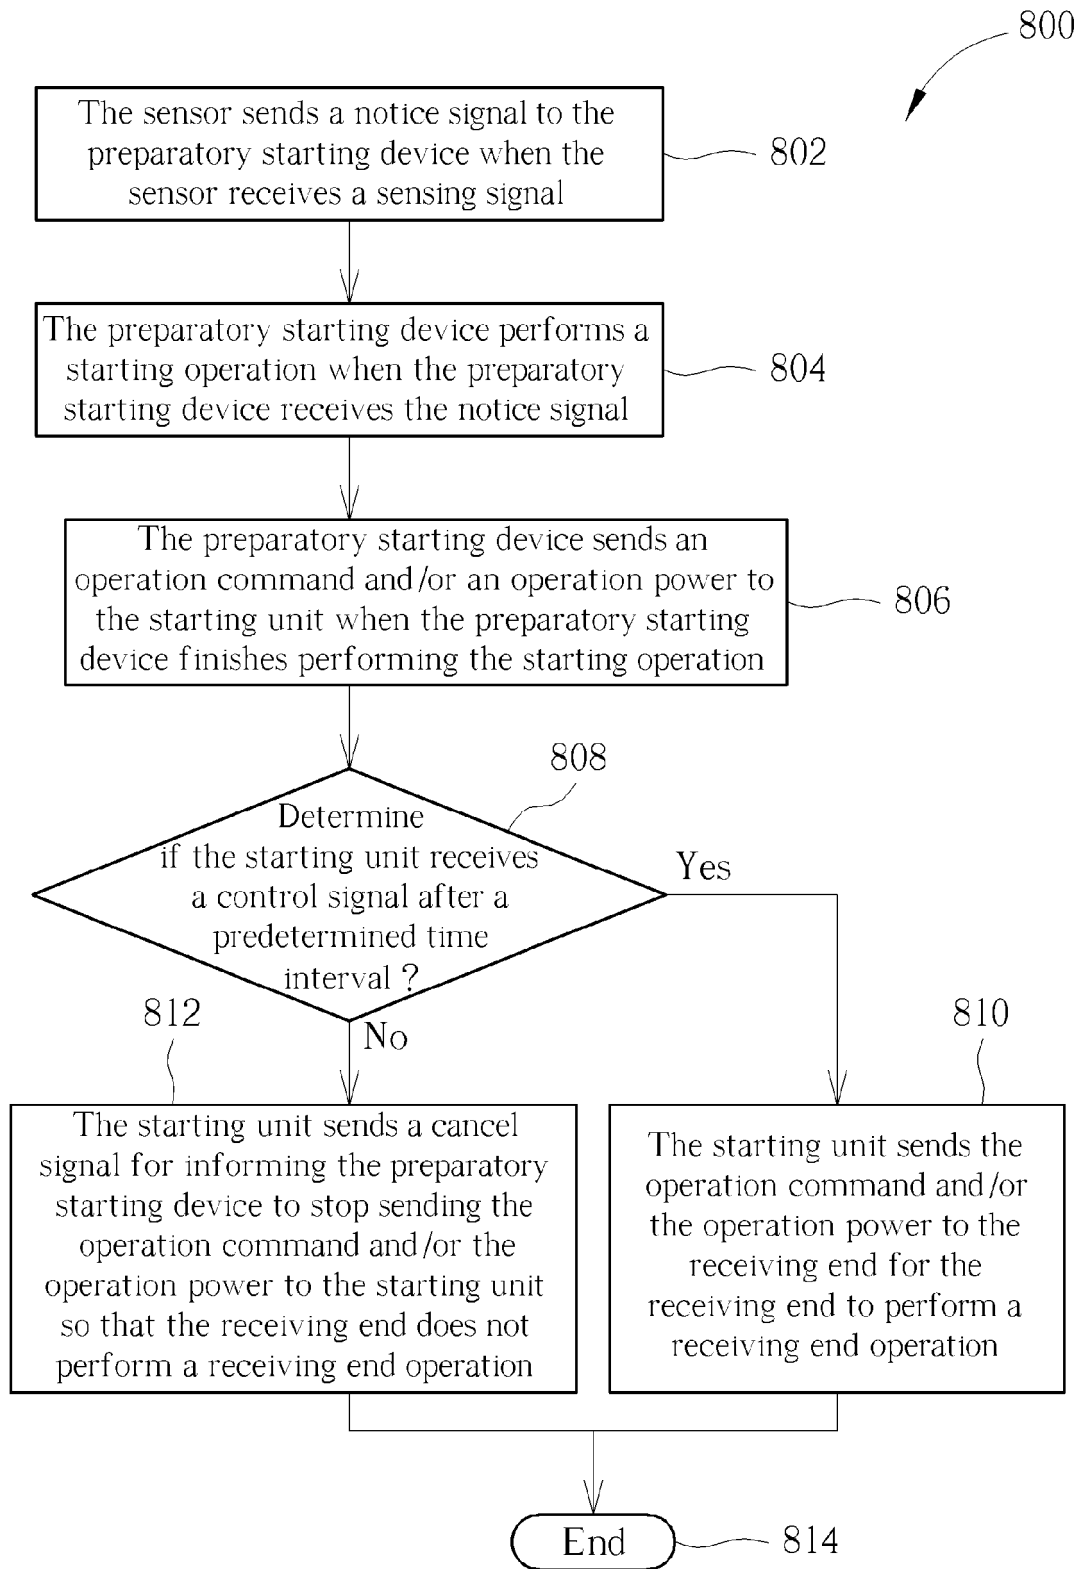 800
The sensor sends a notice signal to the
preparatory starting device when the
sensor receives a sensing signal
802
The preparatory starting device performs a
starting operation when the preparatory
starting device receives the notice signal
804
The preparatory starting device sends an
operation command and/or an operation power to
the starting unit when the preparatory starting
device finishes performing the starting operation
806
808
Determine
if the starting unit receives
a control signal after a
predetermined time
interval ?
Yes
No
812
The starting unit sends a cancel
signal for informing the preparatory
starting device to stop sending the
operation command and/or the
operation power to the starting unit
so that the receiving end does not
perform a receiving end operation
810
The starting unit sends the
operation command and/or
the operation power to the
receiving end for the
receiving end to perform a
receiving end operation
End
814